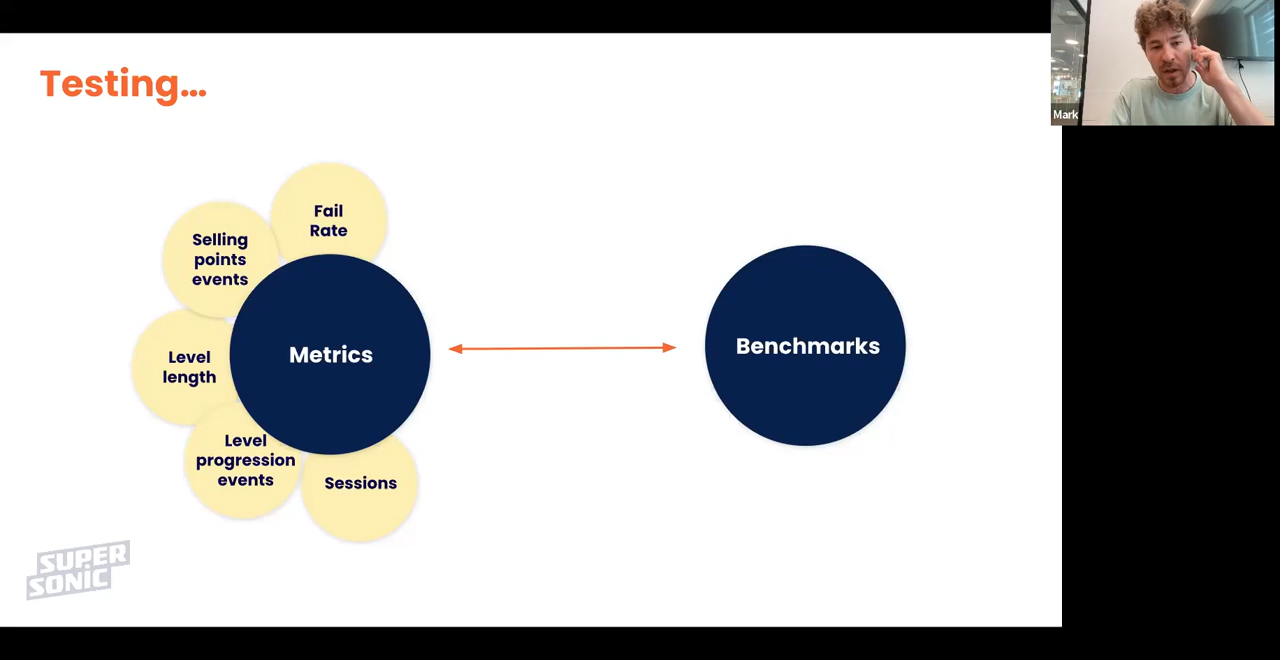 Testing...
Mark
Fail
Rate
Selling
points
events
Level
length
Metrics
Benchmarks
Level
progression
events
Sessions
SUPER
SONIC